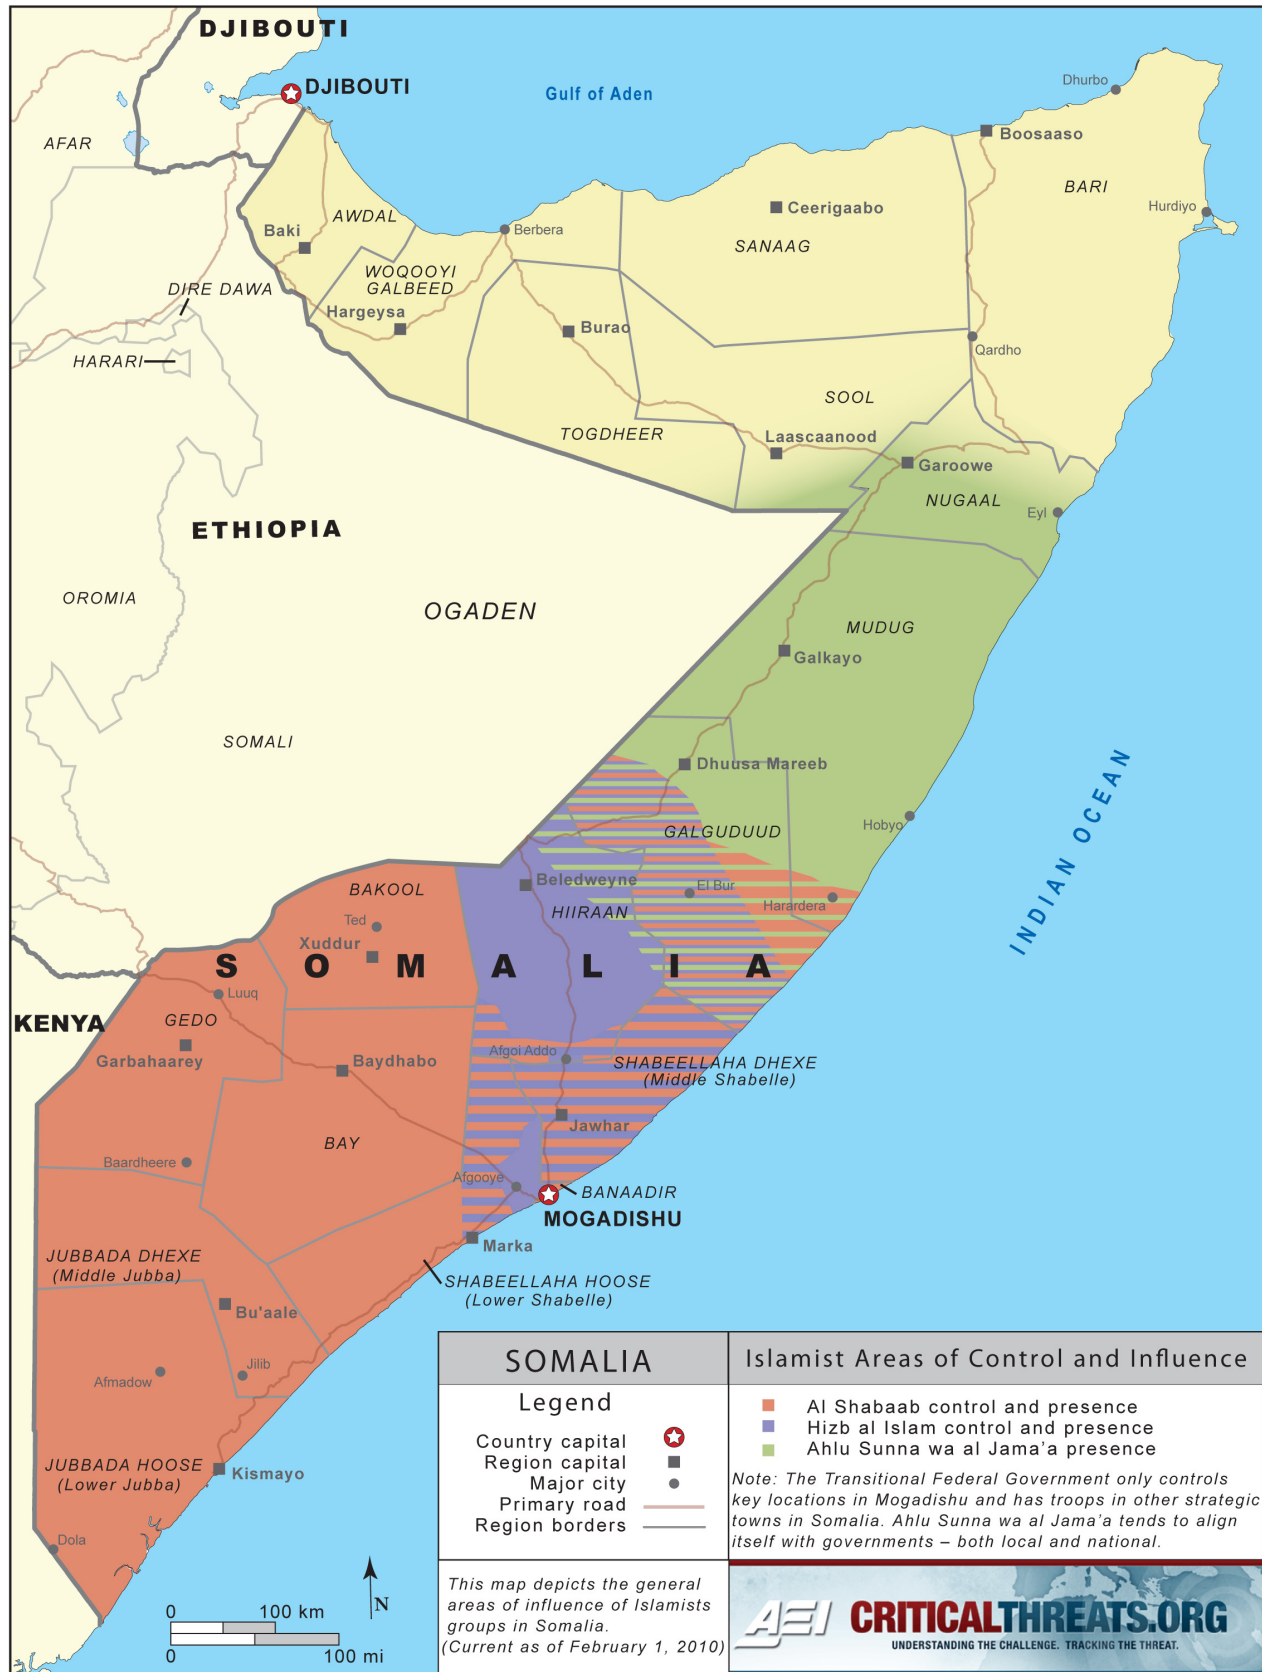 DJIBOUTI
DJIBOUTI
Gulf of Aden
Dhurbo
Boosaaso
AFAR
BARI
Ceerigaabo
Hurdiyo
AWDAL
Baki
Berbera
SANAAG
WOQOOYI
GALBEED
DIRE DAWA
Hargeysa
Burao
Qardho
HARARI
SOOL
TOGDHEER
Laascaanood
Garoowe
NUGAAL
Eyl
ETHIOPIA
OROMIA
OGADEN
MUDUG
Galkayo
SOMALI
Dhuusa Mareeb
Hobyo
GALGUDUUD
INDIAN OCEAN
BAKOOL
Beledweyne
El Bur
Harardera
Ted
HIIRAAN
Xuddur
SOMALIA
Luuq
KENYA
GEDO
Garbahaarey
Baydhabo
Afgoi Addo
SHABEELLAHA DHEXE
(Middle Shabelle)
Jawhar
BAY
Baardheere
Afgooye
BANAADIR
MOGADISHU
Marka
JUBBADA DHEXE
(Middle Jubba)
SHABEELLAHA HOOSE
(Lower Shabelle)
Bu'aale
Jilib
Afmadow
JUBBADA HOOSE
(Lower Jubba)
Kismayo
Dola
N
0 100 km
0 100 mi
SOMALIA
Legend
Country capital
Region capital
Major city
Primary road
Region borders
This map depicts the general
areas of influence of Islamists
groups in Somalia.
(Current as of February 1, 2010)
Islamist Areas of Control and Influence
Al Shabaab control and presence
Hizb al Islam control and presence
Ahlu Sunna wa al Jama’a presence
Note: The Transitional Federal Government only controls
key locations in Mogadishu and has troops in other strategic
towns in Somalia. Ahlu Sunna wa al Jama’a tends to align
itself with governments – both local and national.
AEI CRITICALTHREATS.ORG
UNDERSTANDING THE CHALLENGE. TRACKING THE THREAT.